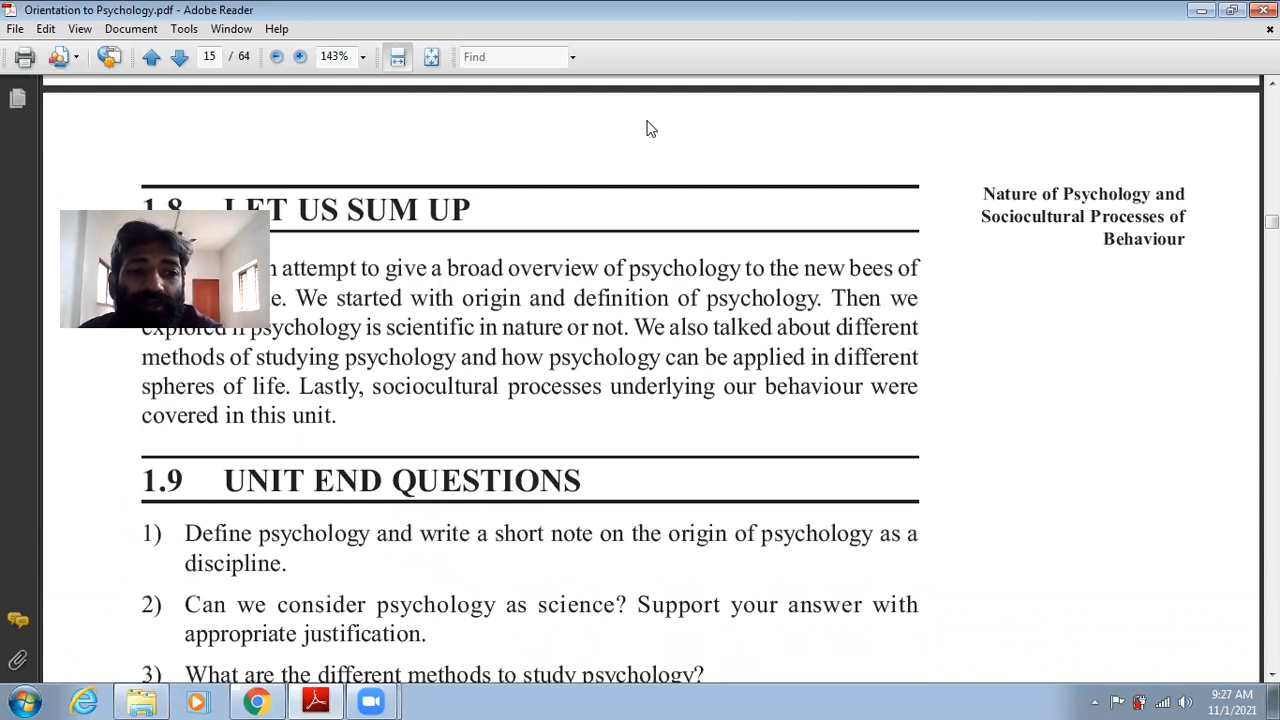 Orientation to Psychology.pdf - Adobe Reader
File Edit View Document Tools Window Help
15 / 64 143% Find
1.8 LET US SUM UP
Nature of Psychology and
Sociocultural Processes of
Behaviour
attempt to give a broad overview of psychology to the new bees of
We started with origin and definition of psychology. Then we
explored if psychology is scientific in nature or not. We also talked about different
methods of studying psychology and how psychology can be applied in different
spheres of life. Lastly, sociocultural processes underlying our behaviour were
covered in this unit.
1.9 UNIT END QUESTIONS
1) Define psychology and write a short note on the origin of psychology as a
discipline.
2) Can we consider psychology as science? Support your answer with
appropriate justification.
3) What are the different methods to study psychology?
9:27 AM
11/1/2021